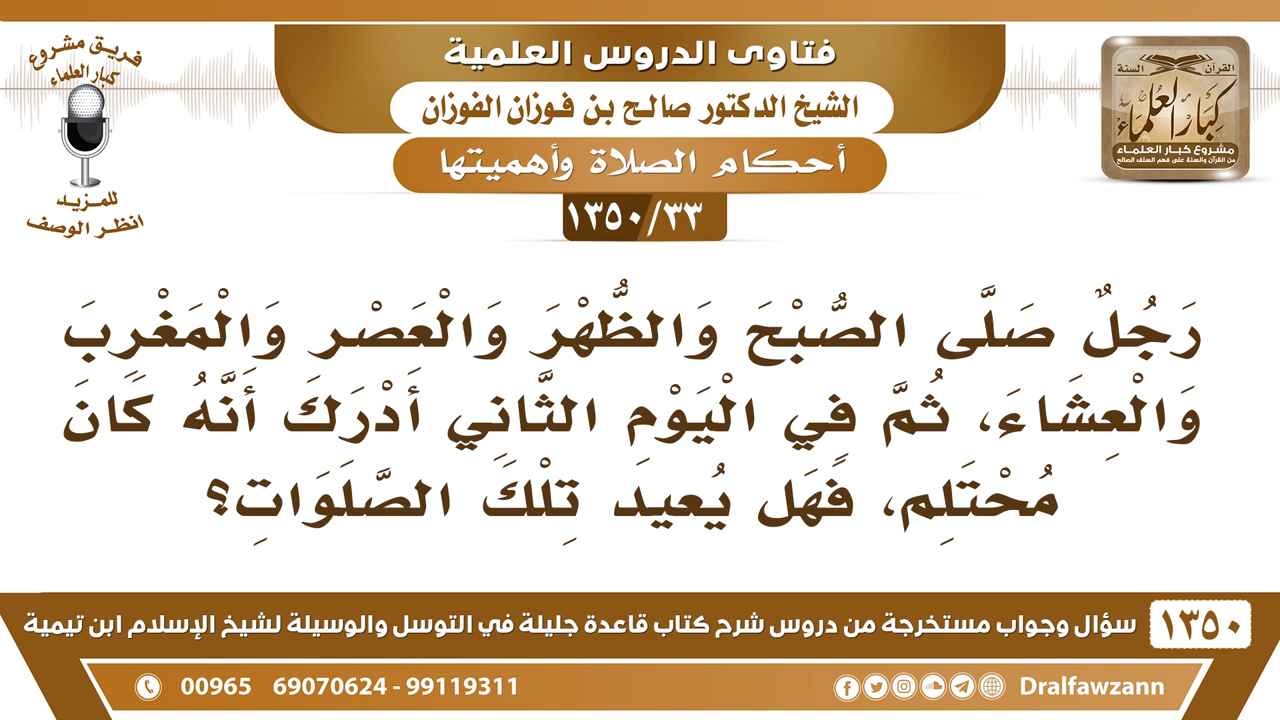 فتاوى الدروس العلمية
الشيخ الدكتور صالح بن فوزان الفوزان
أحكام الصلاة وأهميتها
١٣٥٠/٣٣
فريق مشروع
كبار العلماء
للمزيد
انظر الوصف
القرآن السنة
كبار العلماء
مشروع كبار العلماء
من القرآن والسنة على فهم السلف الصالح
رَجُلٌ صَلَّى الصُّبْحَ وَالظُّهْرَ وَالْعَصْرِ وَالْمَغْرِبَ
وَالْعِشَاءَ، ثُمَّ فِي الْيَوْمِ الثَّانِي أَدْرَكَ أَنَّهُ كَانَ
مُحْتَلِم، فَهَل يُعيِدَ تِلْكَ الصَّلَوَاتِ؟
١٣٥٠ سؤال وجواب مستخرجة من دروس شرح كتاب قاعدة جليلة في التوسل والوسيلة لشيخ الإسلام ابن تيمية
00965 69070624 - 99119311
Dralfawzann